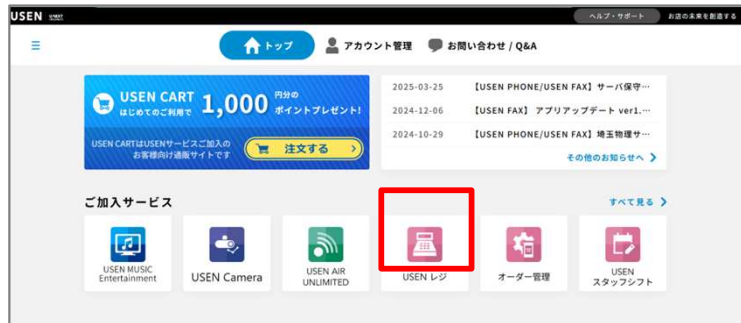 USEN
ヘルプ・サポート
お店の未来を創造する
トップ
アカウント管理
お問い合わせ / Q&A
USEN CART
はじめてのご利用で
1,000
円分の
ポイントプレゼント!
USEN CARTはUSENサービスご加入の
お客様向け通販サイトです
注文する
2025-03-25 【USEN PHONE/USEN FAX】サーバ保守…
2024-12-06 【USEN FAX】 アプリアップデート ver1.…
2024-10-29 【USEN PHONE/USEN FAX】埼玉物理サ…
その他のお知らせへ
ご加入サービス
すべて見る
USEN MUSIC
Entertainment
USEN Camera
USEN AIR
UNLIMITED
USEN レジ
オーダー管理
USEN
スタッフシフト